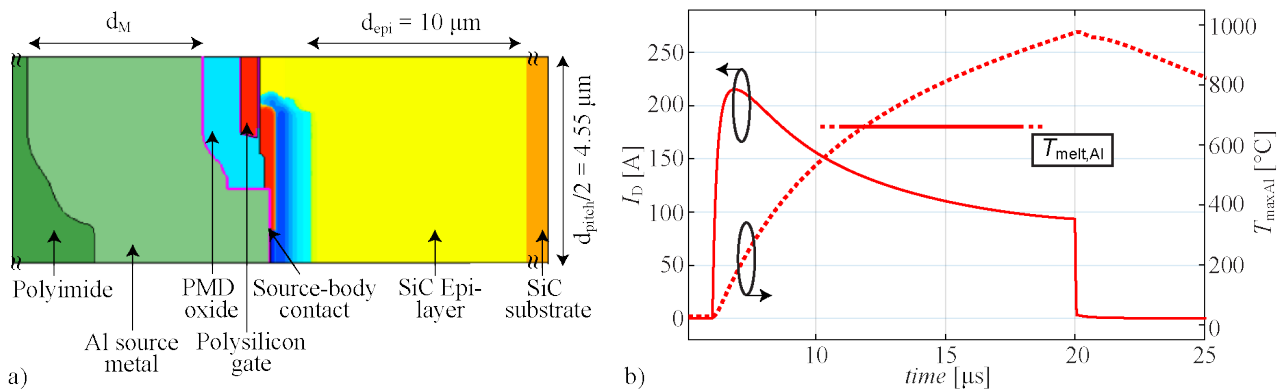 d_M
d_epi = 10 μm
d_pitch/2 = 4.55 μm
Polyimide
PMD oxide
Source-body contact
SiC Epi-layer
SiC substrate
Al source metal
Polysilicon gate
a)
250
200
150
100
50
0
I_D [A]
1000
800
600
400
200
0
T_maxAl [°C]
T_melt,Al
10
15
20
25
time [μs]
b)